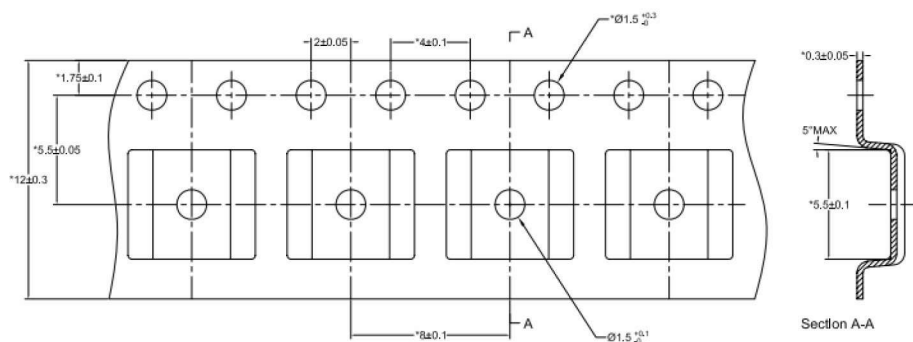 A
*Ø1.5 +0.3 -0
2±0.05
*4±0.1
*0.3±0.05
*1.75±0.1
5°MAX
*5.5±0.05
*12±0.3
*5.5±0.1
*8±0.1
A
Ø1.5 +0.1 -0
Section A-A